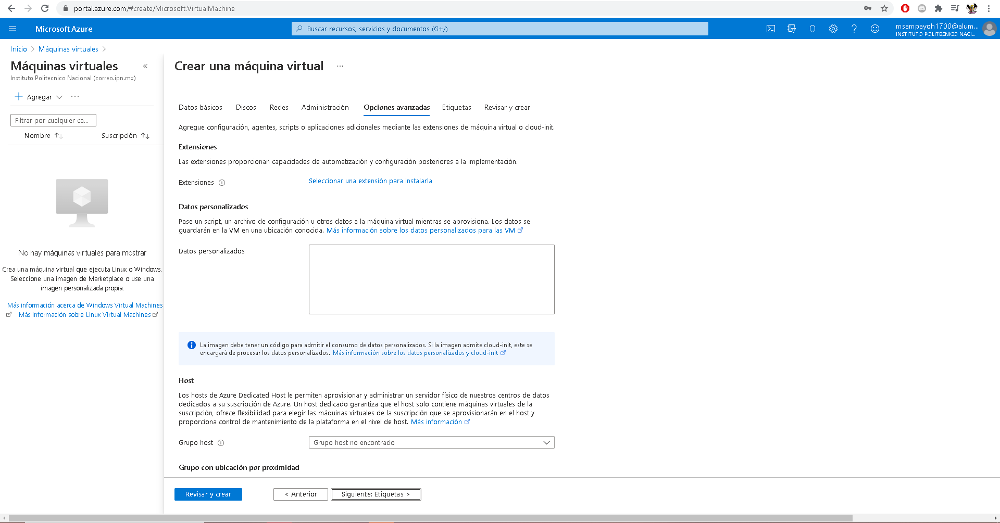 portal.azure.com/#create/Microsoft.VirtualMachine
Microsoft Azure
Buscar recursos, servicios y documentos (G+/)
msampayoh1700@alum...
INSTITUTO POLITECNICO NACI...
Inicio > Máquinas virtuales >
Máquinas virtuales
Instituto Politecnico Nacional (correo.ipn.mx)
+ Agregar ...
Filtrar por cualquier ca...
Nombre ↑↓ Suscripción ↑↓
No hay máquinas virtuales para mostrar
Crea una máquina virtual que ejecuta Linux o Windows.
Seleccione una imagen de Marketplace o use una
imagen personalizada propia.
Más información acerca de Windows Virtual Machines
Más información sobre Linux Virtual Machines
Crear una máquina virtual ...
Datos básicos Discos Redes Administración Opciones avanzadas Etiquetas Revisar y crear
Agregue configuración, agentes, scripts o aplicaciones adicionales mediante las extensiones de máquina virtual o cloud-init.
Extensiones
Las extensiones proporcionan capacidades de automatización y configuración posteriores a la implementación.
Extensiones Seleccionar una extensión para instalarla
Datos personalizados
Pase un script, un archivo de configuración u otros datos a la máquina virtual mientras se aprovisiona. Los datos se
guardarán en la VM en una ubicación conocida. Más información sobre los datos personalizados para las VM
Datos personalizados
La imagen debe tener un código para admitir el consumo de datos personalizados. Si la imagen admite cloud-init, este se
encargará de procesar los datos personalizados. Más información sobre los datos personalizados y cloud-init
Host
Los hosts de Azure Dedicated Host le permiten aprovisionar y administrar un servidor físico de nuestros centros de datos
dedicados a su suscripción de Azure. Un host dedicado garantiza que el host solo contiene máquinas virtuales de la
suscripción, ofrece flexibilidad para elegir las máquinas virtuales de la suscripción que se aprovisionarán en el host y
proporciona control de mantenimiento de la plataforma en el nivel de host. Más información
Grupo host Grupo host no encontrado
Grupo con ubicación por proximidad
Revisar y crear < Anterior Siguiente: Etiquetas >